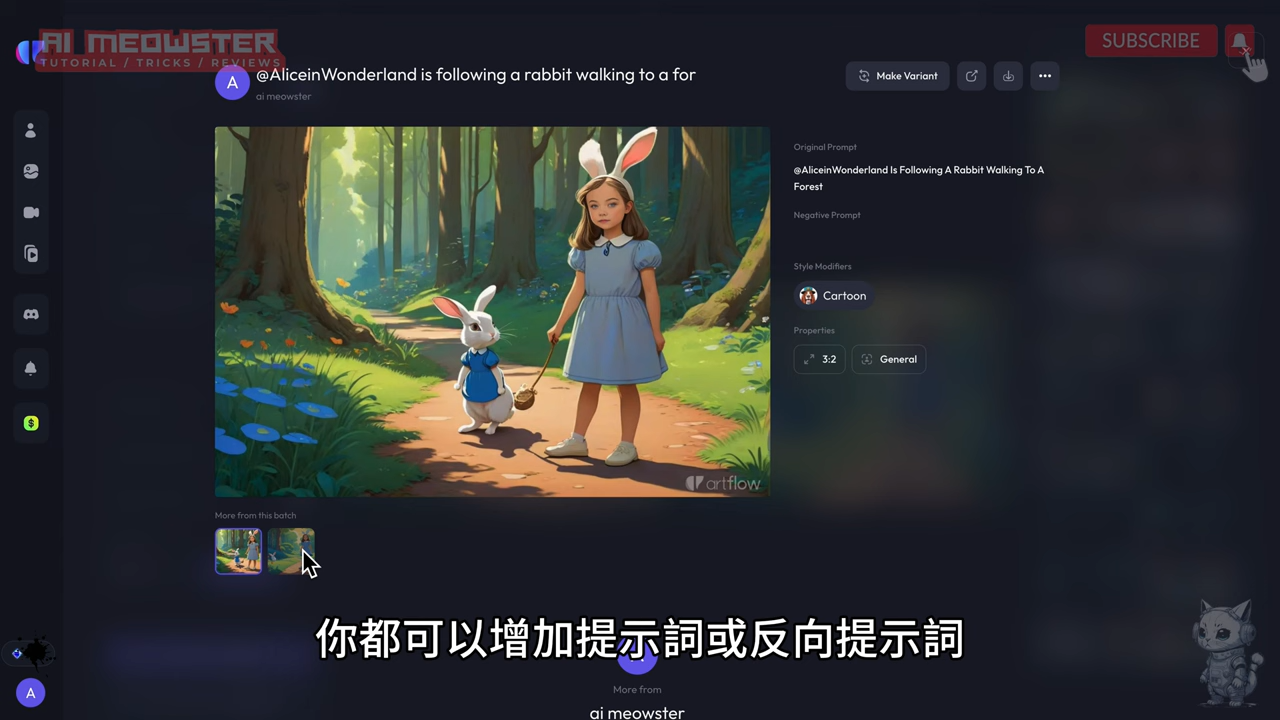 AI MEOWSTER
TUTORIAL / TRICKS / REVIEWS
SUBSCRIBE
A
@AliceinWonderland is following a rabbit walking to a for
ai meowster
Make Variant
Original Prompt
@AliceinWonderland Is Following A Rabbit Walking To A
Forest
Negative Prompt
Style Modifiers
Cartoon
Properties
3:2
General
artflow
More from this batch
你都可以增加提示詞或反向提示詞
A
More from
ai meowster